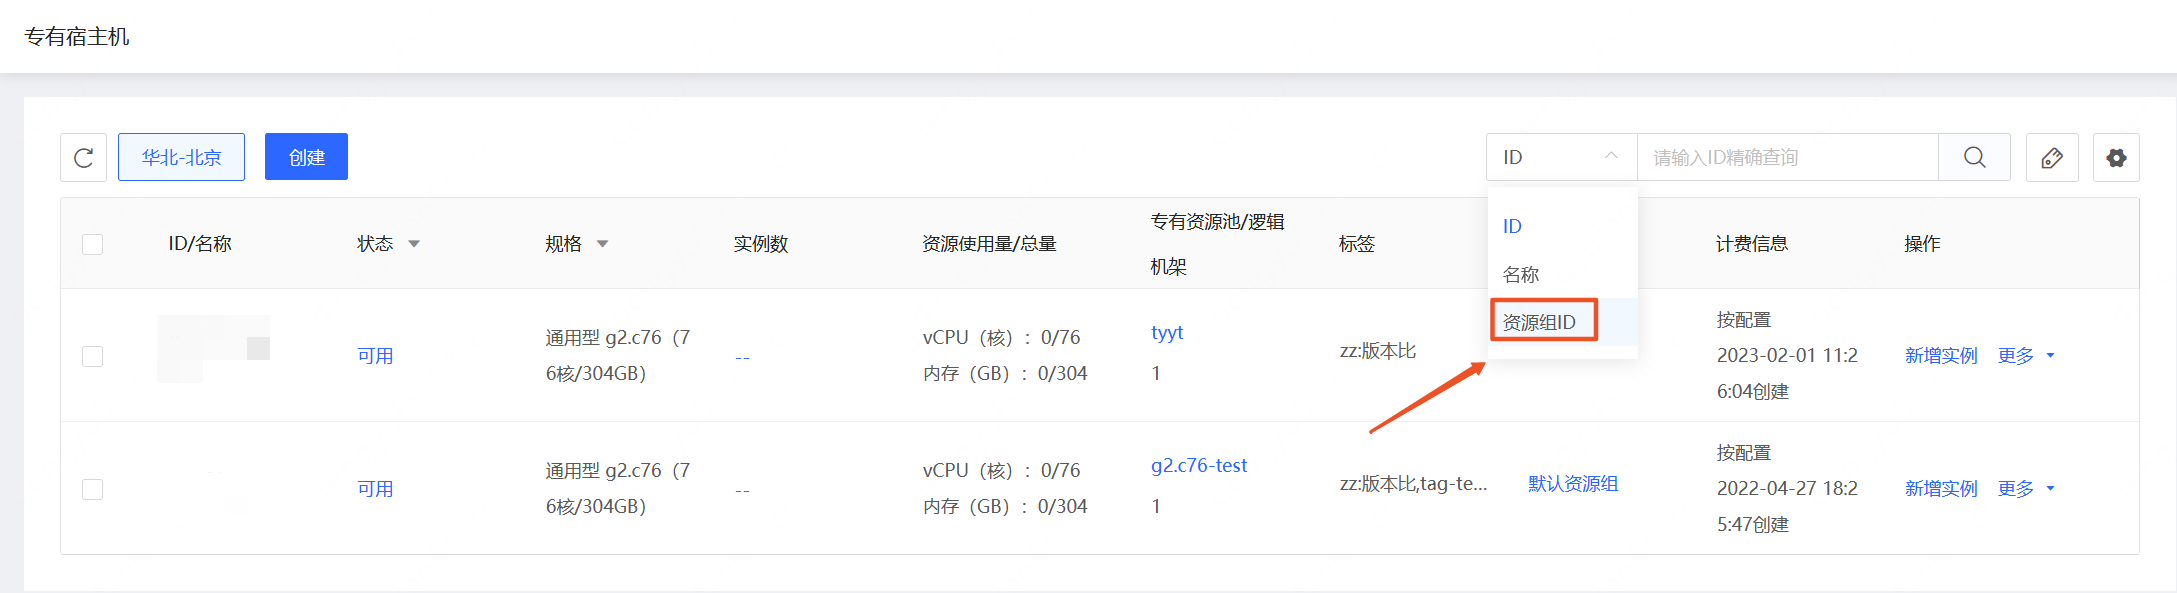 专有宿主机
华北-北京
创建
ID
请输入ID精确查询
ID
名称
资源组ID
ID/名称
状态
规格
实例数
资源使用量/总量
专有资源池/逻辑
机架
标签
计费信息
操作
可用
通用型 g2.c76（7
6核/304GB）
--
vCPU（核）：0/76
内存（GB）：0/304
tyyt
1
zz:版本比
按配置
2023-02-01 11:2
6:04创建
新增实例
更多
可用
通用型 g2.c76（7
6核/304GB）
--
vCPU（核）：0/76
内存（GB）：0/304
g2.c76-test
1
zz:版本比,tag-te...
默认资源组
按配置
2022-04-27 18:2
5:47创建
新增实例
更多